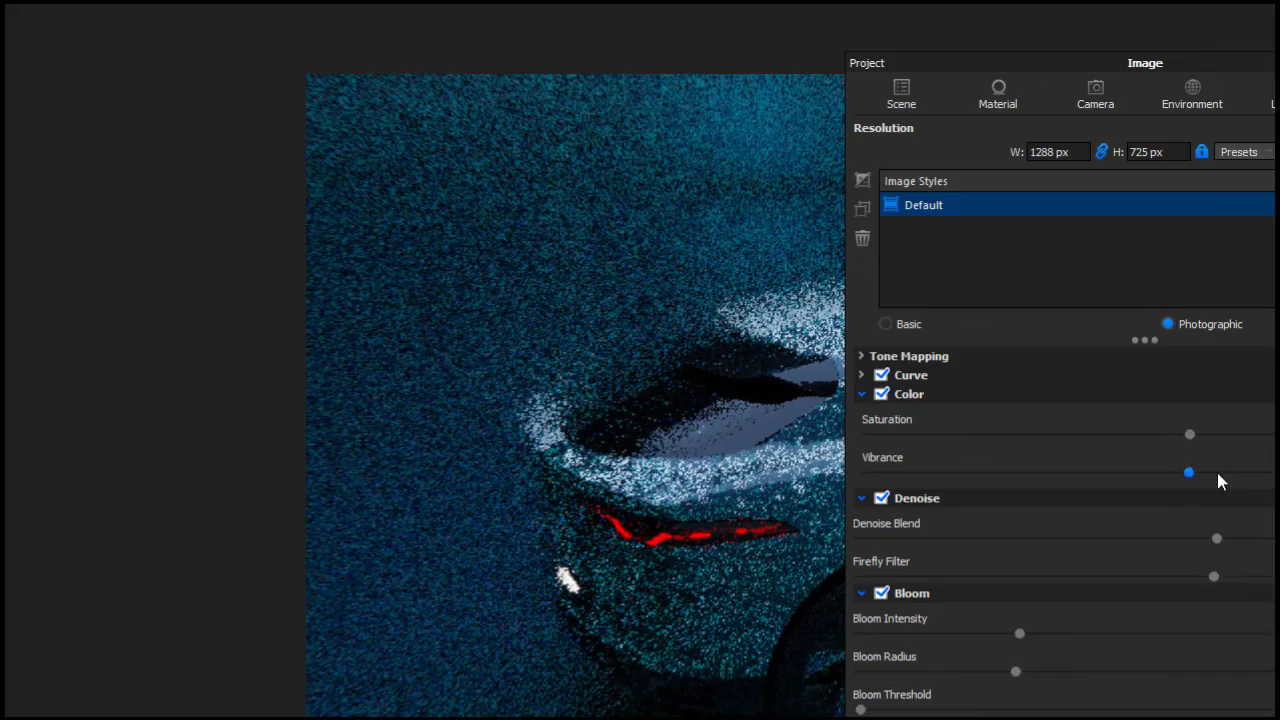 Project Image
Scene Material Camera Environment
Resolution
W: 1288 px H: 725 px Presets
Image Styles
Default
Basic Photographic
Tone Mapping
Curve
Color
Saturation
Vibrance
Denoise
Denoise Blend
Firefly Filter
Bloom
Bloom Intensity
Bloom Radius
Bloom Threshold